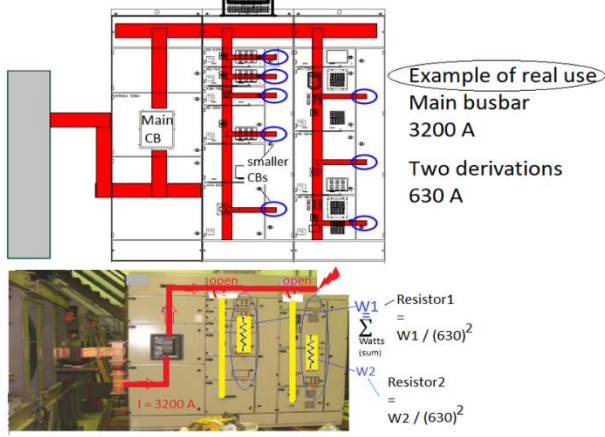 Main
CB
smaller
CBs
Example of real use
Main busbar
3200 A
Two derivations
630 A
open
open
I = 3200 A
W1
=
∑
Watts
(sum)
W2
Resistor1
=
W1 / (630)²
Resistor2
=
W2 / (630)²